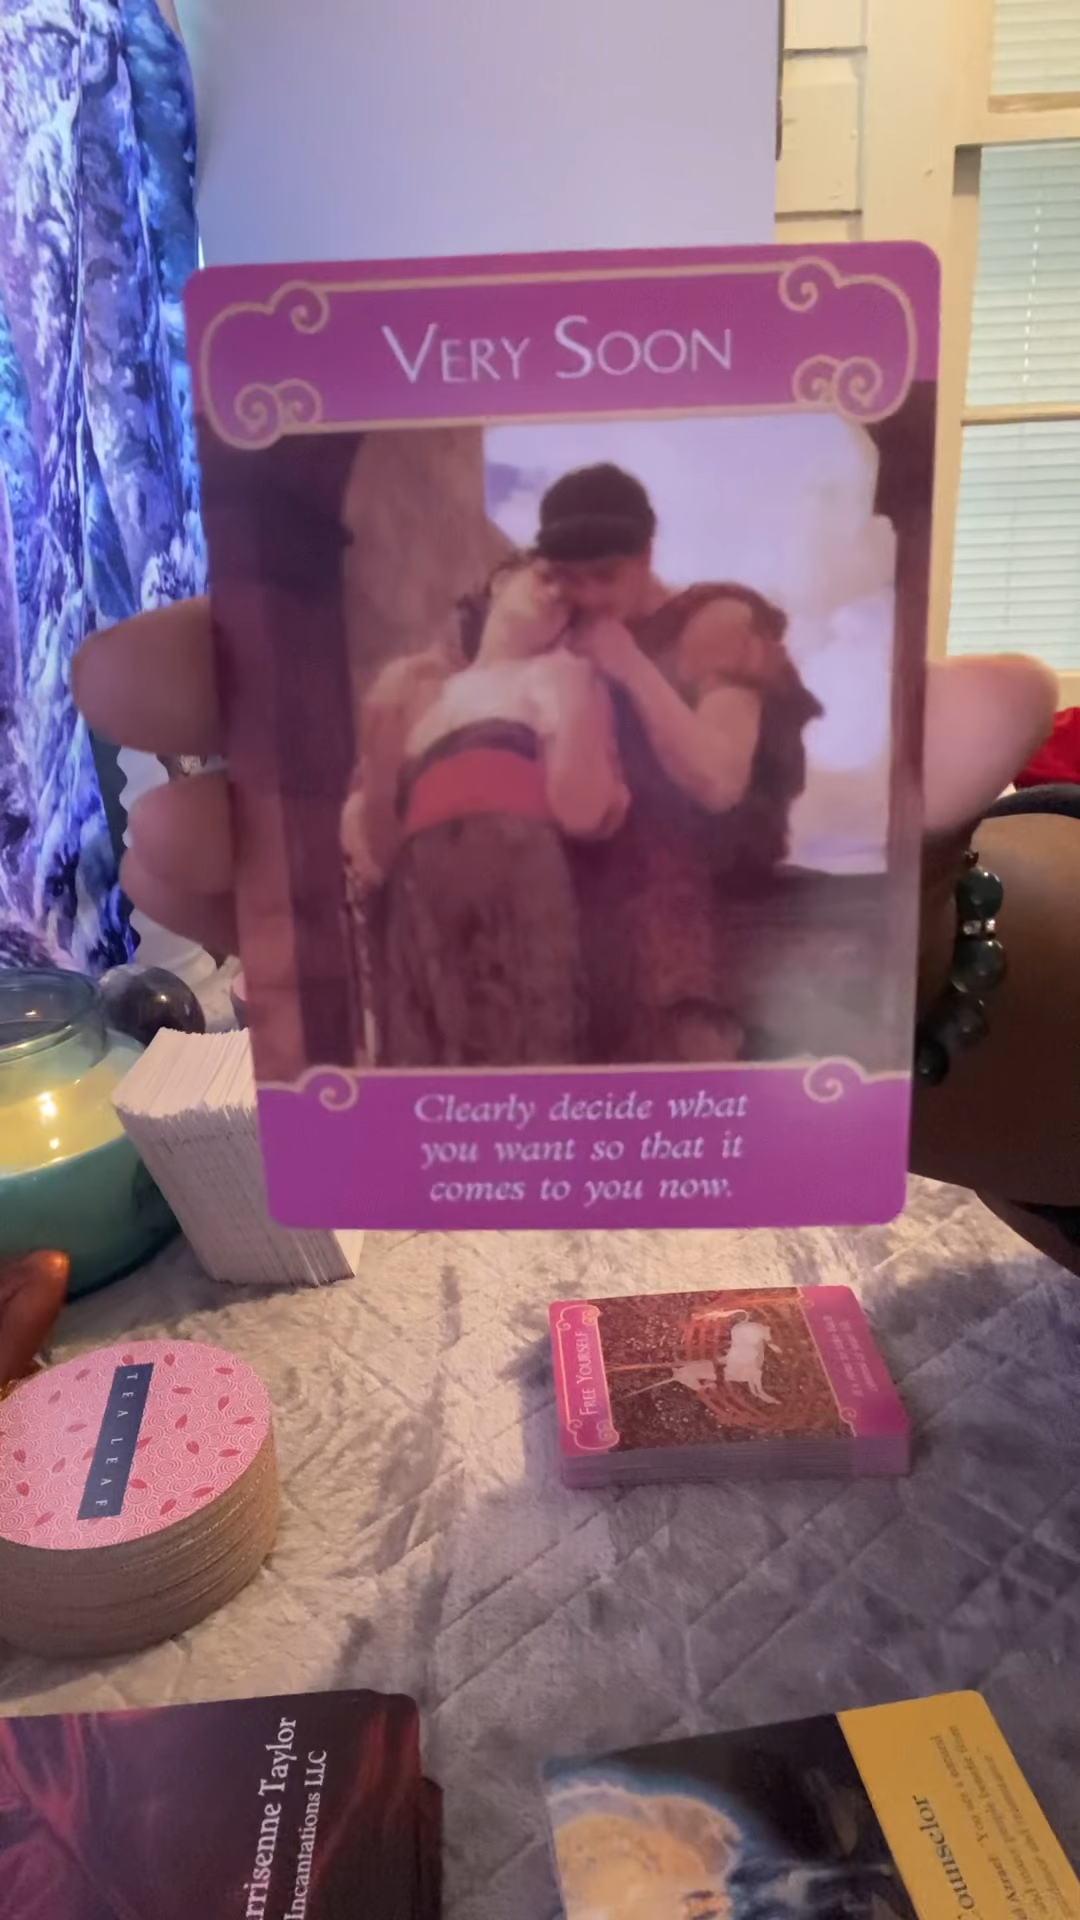 VERY SOON
Clearly decide what
you want so that it
comes to you now.
FREE YOURSELF
TEA LEAF
rrisenne Taylor
Incantations LLC
ounselor